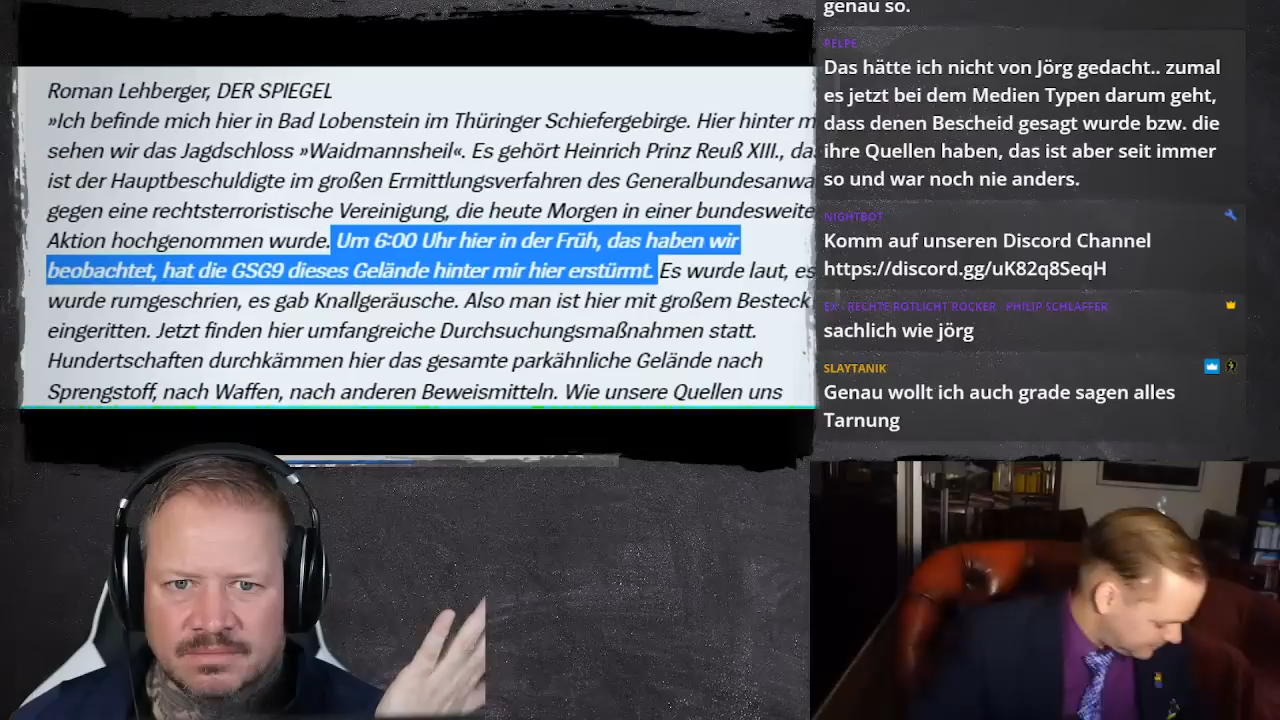 Roman Lehberger, DER SPIEGEL
»Ich befinde mich hier in Bad Lobenstein im Thüringer Schiefergebirge. Hier hinter m
sehen wir das Jagdschloss »Waidmannsheil«. Es gehört Heinrich Prinz Reuß XIII., da
ist der Hauptbeschuldigte im großen Ermittlungsverfahren des Generalbundesanwa
gegen eine rechtsterroristische Vereinigung, die heute Morgen in einer bundesweite
Aktion hochgenommen wurde. Um 6:00 Uhr hier in der Früh, das haben wir
beobachtet, hat die GSG9 dieses Gelände hinter mir hier erstürmt. Es wurde laut, es
wurde rumgeschrien, es gab Knallgeräusche. Also man ist hier mit großem Besteck
eingeritten. Jetzt finden hier umfangreiche Durchsuchungsmaßnahmen statt.
Hundertschaften durchkämmen hier das gesamte parkähnliche Gelände nach
Sprengstoff, nach Waffen, nach anderen Beweismitteln. Wie unsere Quellen uns
genau so.
PELPE
Das hätte ich nicht von Jörg gedacht.. zumal
es jetzt bei dem Medien Typen darum geht,
dass denen Bescheid gesagt wurde bzw. die
ihre Quellen haben, das ist aber seit immer
so und war noch nie anders.
NIGHTBOT
Komm auf unseren Discord Channel
https://discord.gg/uK82q8SeqH
EX - RECHTE ROTLICHT ROCKER - PHILIP SCHLAFFER
sachlich wie jörg
SLAYTANIK
Genau wollt ich auch grade sagen alles
Tarnung